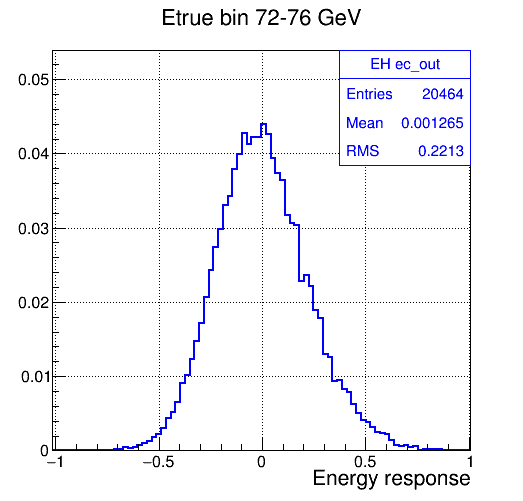 Etrue bin 72-76 GeV
EH ec_out
Entries 20464
Mean 0.001265
RMS 0.2213
0.05
0.04
0.03
0.02
0.01
0
−1 −0.5 0 0.5 1
Energy response